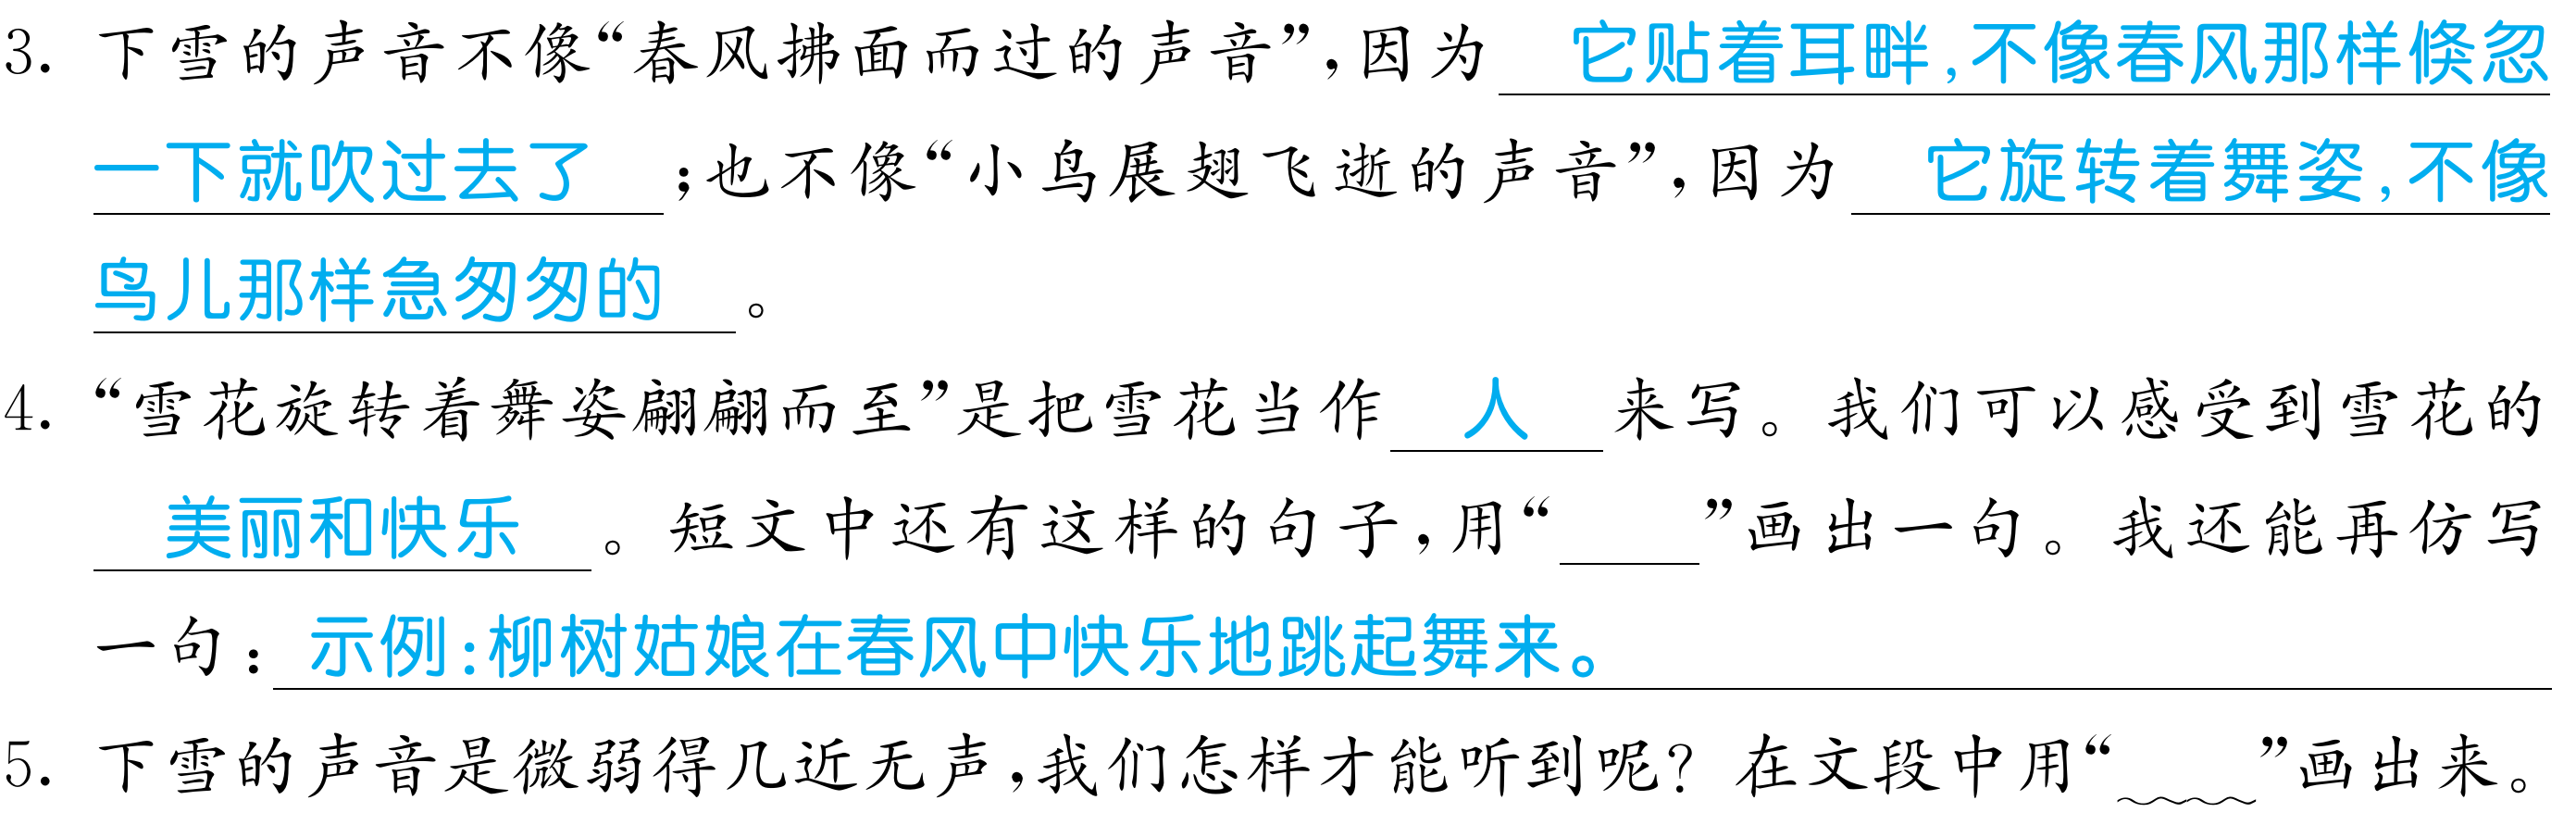 3. 下雪的声音不像“春风拂面而过的声音”,因为 它贴着耳畔,不像春风那样倏忽
一下就吹过去了 ;也不像“小鸟展翅飞逝的声音”,因为 它旋转着舞姿,不像
鸟儿那样急匆匆的 。
4. “雪花旋转着舞姿翩翩而至”是把雪花当作 人 来写。我们可以感受到雪花的
美丽和快乐 。短文中还有这样的句子,用“____”画出一句。我还能再仿写
一句: 示例:柳树姑娘在春风中快乐地跳起舞来。
5. 下雪的声音是微弱得几近无声,我们怎样才能听到呢? 在文段中用“﹏﹏”画出来。